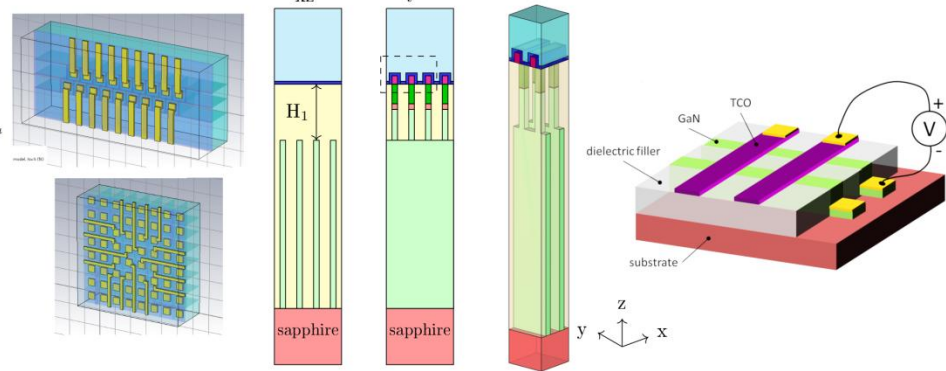 H1
sapphire
sapphire
y
z
x
GaN
TCO
dielectric filler
substrate
+
V
-